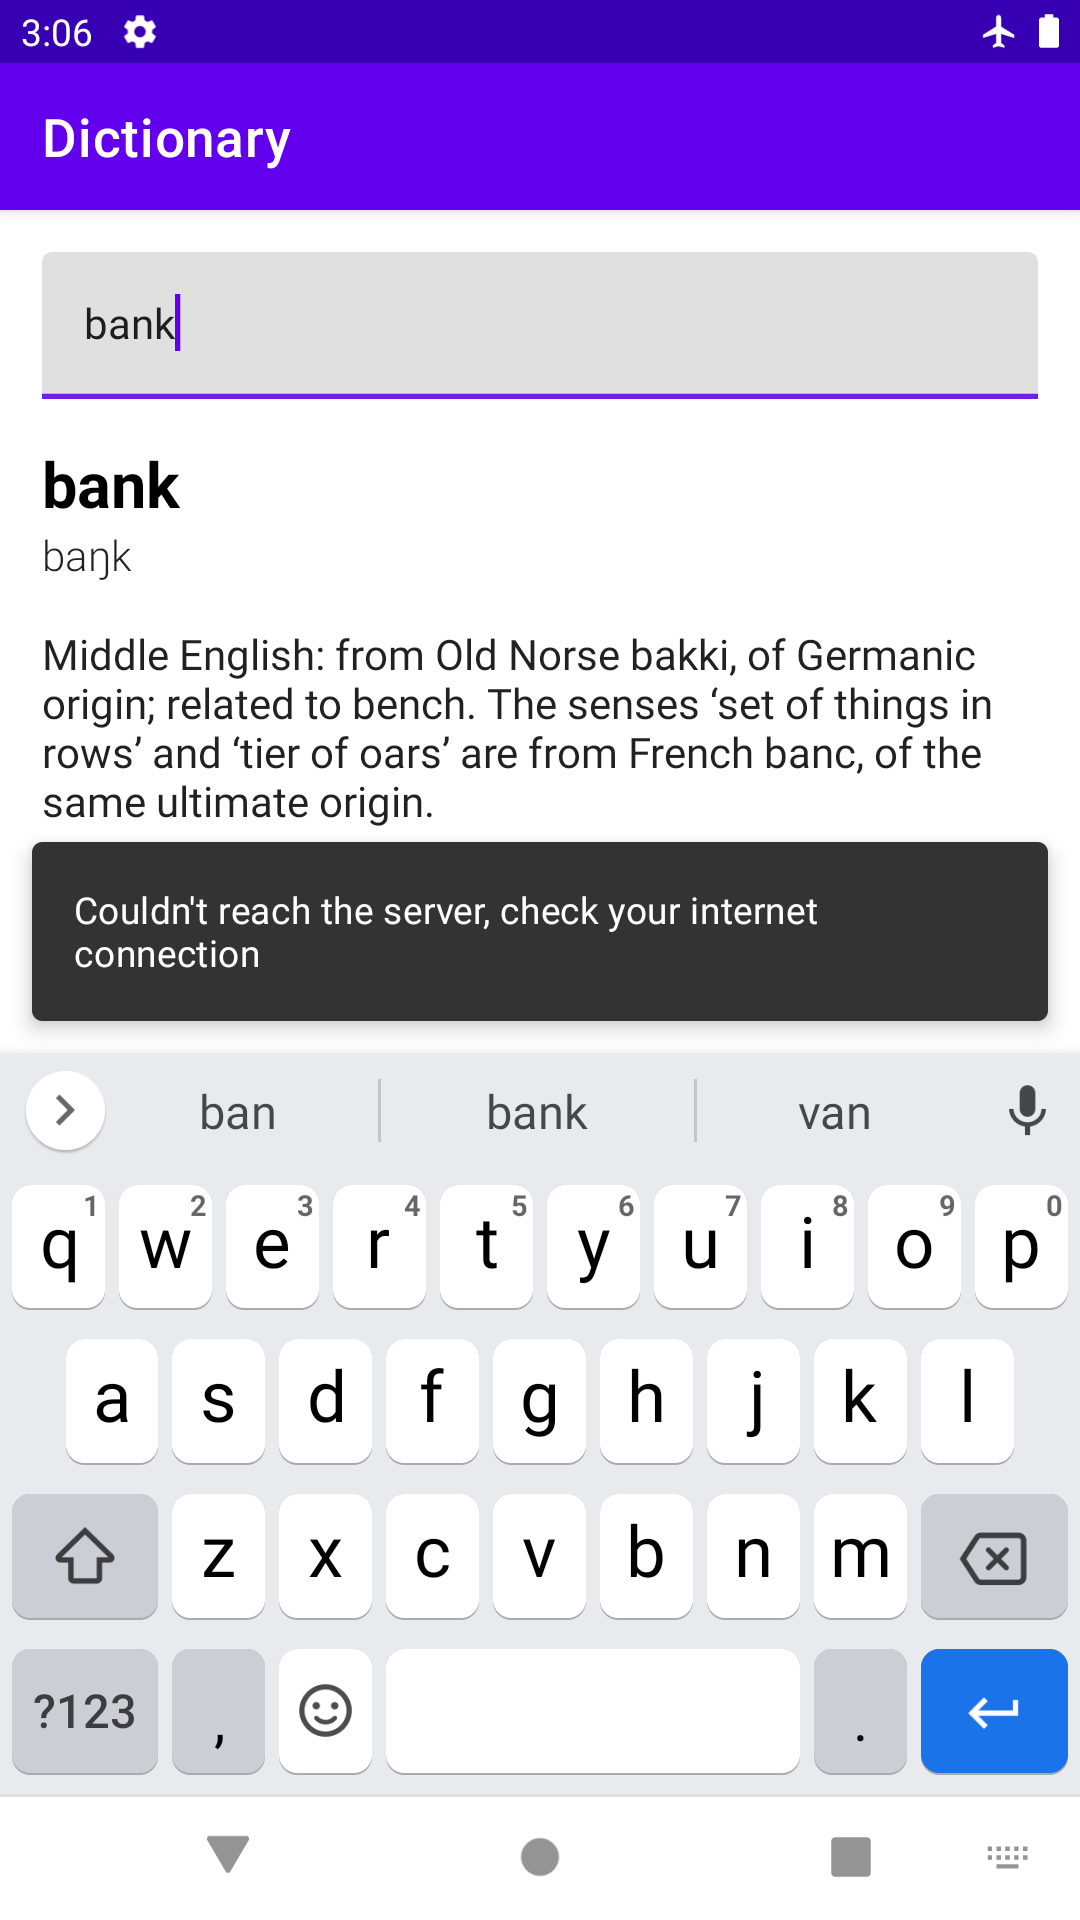 3:06
Dictionary
bank
bank
baŋk
Middle English: from Old Norse bakki, of Germanic
origin; related to bench. The senses ‘set of things in
rows’ and ‘tier of oars’ are from French banc, of the
same ultimate origin.
Couldn't reach the server, check your internet
connection
ban bank van
1 2 3 4 5 6 7 8 9 0
q w e r t y u i o p
a s d f g h j k l
z x c v b n m
?123 , .